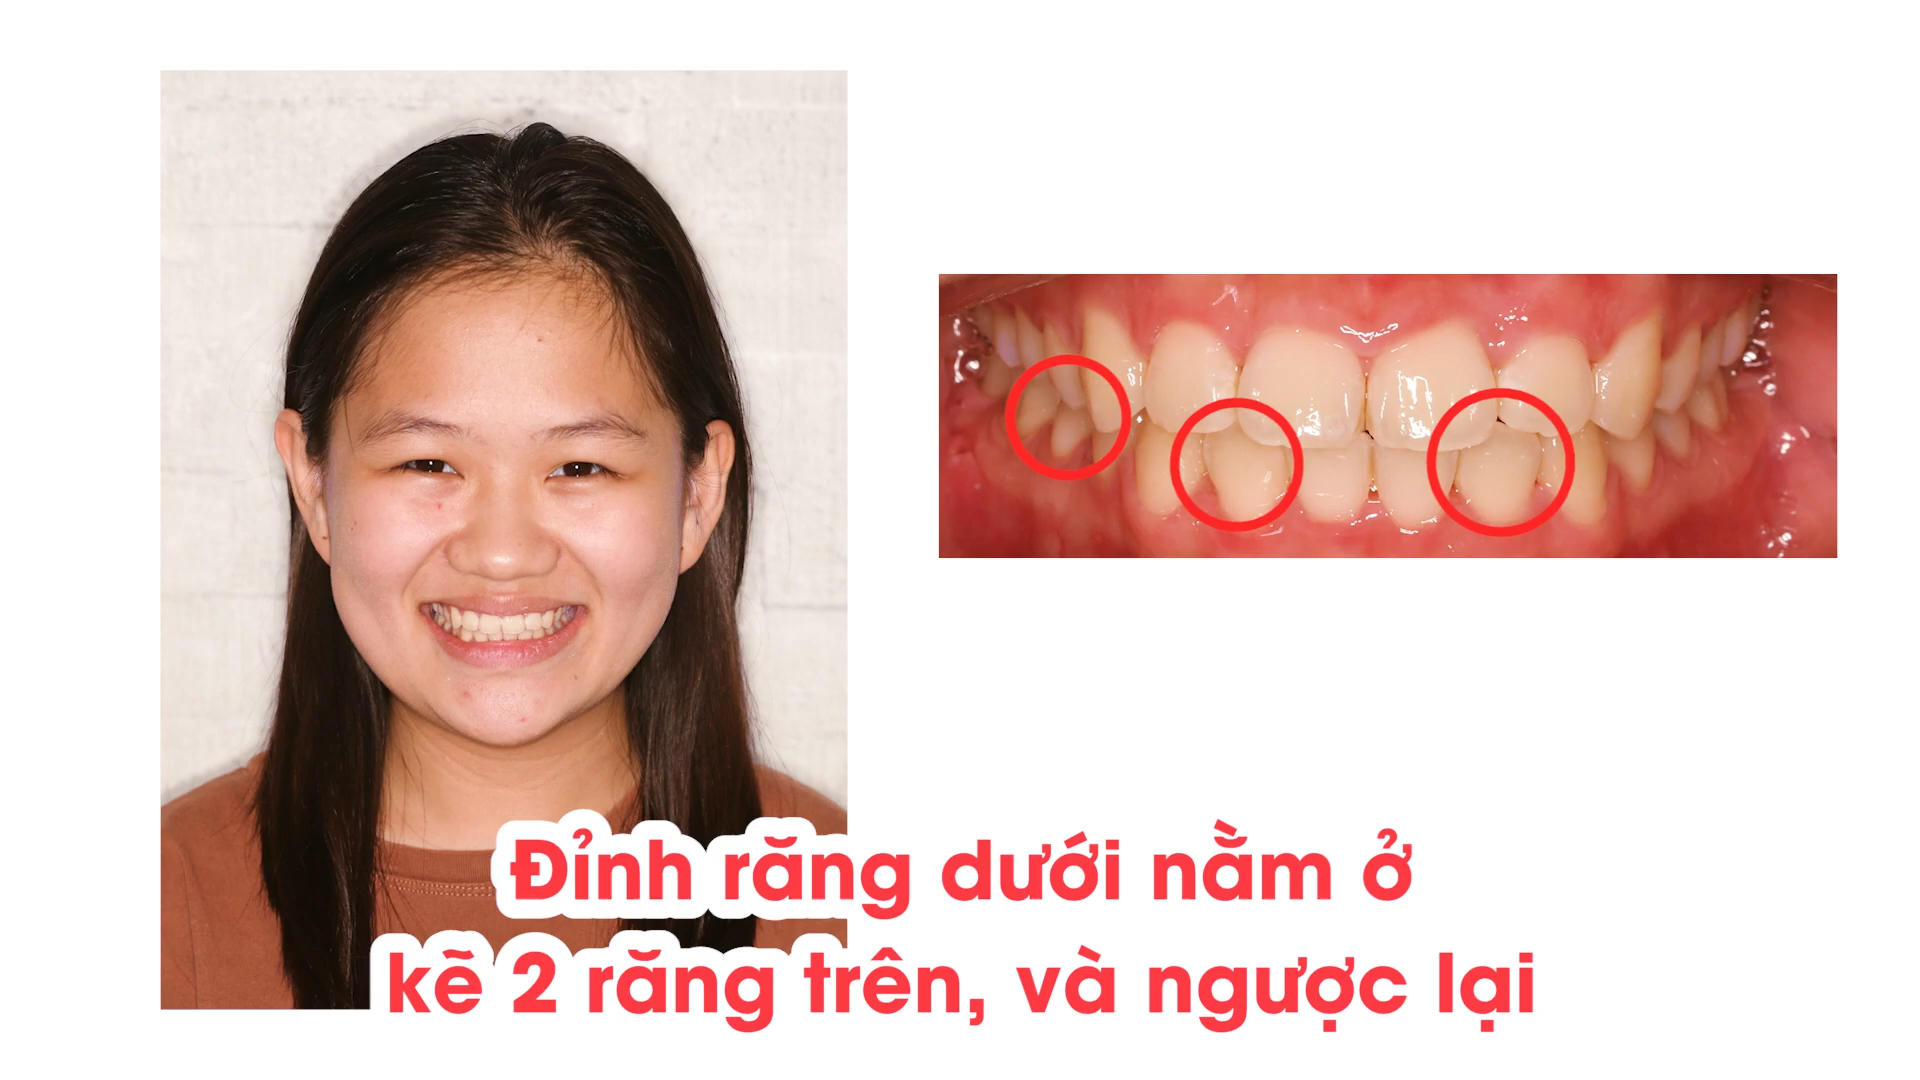 Đỉnh răng dưới nằm ở
kẽ 2 răng trên, và ngược lại